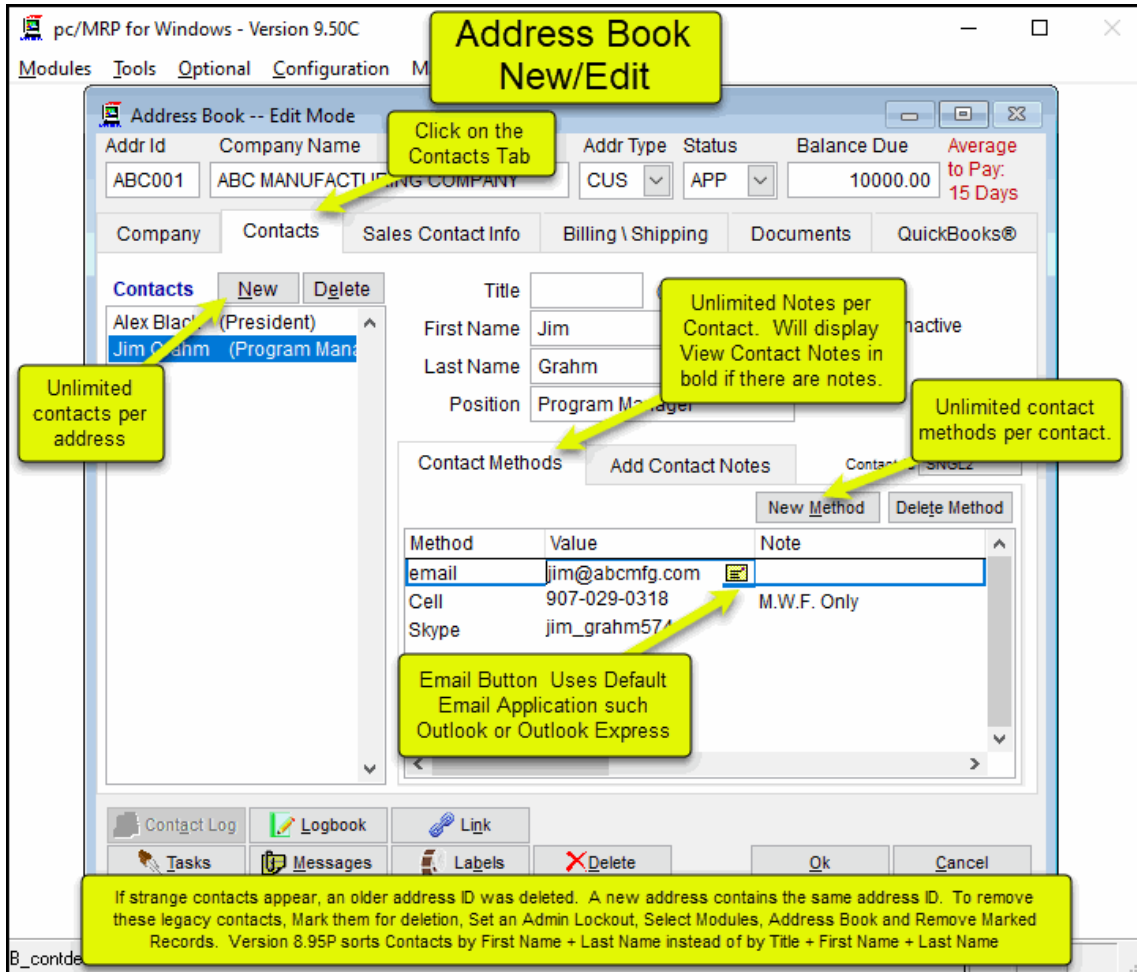 pc/MRP for Windows - Version 9.50C
Address Book
New/Edit
Modules Tools Optional Configuration M
Address Book -- Edit Mode
Click on the
Contacts Tab
Addr Id Company Name Addr Type Status Balance Due Average
to Pay:
15 Days
ABC001 ABC MANUFACTURING COMPANY CUS APP 10000.00
Company Contacts Sales Contact Info Billing \ Shipping Documents QuickBooks®
Contacts New Delete
Alex Black (President)
Jim Grahm (Program Mana
Unlimited
contacts per
address
Title
First Name Jim
Last Name Grahm
Position Program Manager
Unlimited Notes per
Contact. Will display
View Contact Notes in
bold if there are notes.
nactive
Unlimited contact
methods per contact.
Contact Methods Add Contact Notes SNGL2
New Method Delete Method
Method Value Note
email jim@abcmfg.com
Cell 907-029-0318 M.W.F. Only
Skype jim_grahm574
Email Button Uses Default
Email Application such
Outlook or Outlook Express
Contact Log Logbook Link
Tasks Messages Labels Delete Ok Cancel
If strange contacts appear, an older address ID was deleted. A new address contains the same address ID. To remove
these legacy contacts, Mark them for deletion, Set an Admin Lockout, Select Modules, Address Book and Remove Marked
Records. Version 8.95P sorts Contacts by First Name + Last Name instead of by Title + First Name + Last Name
B_contde